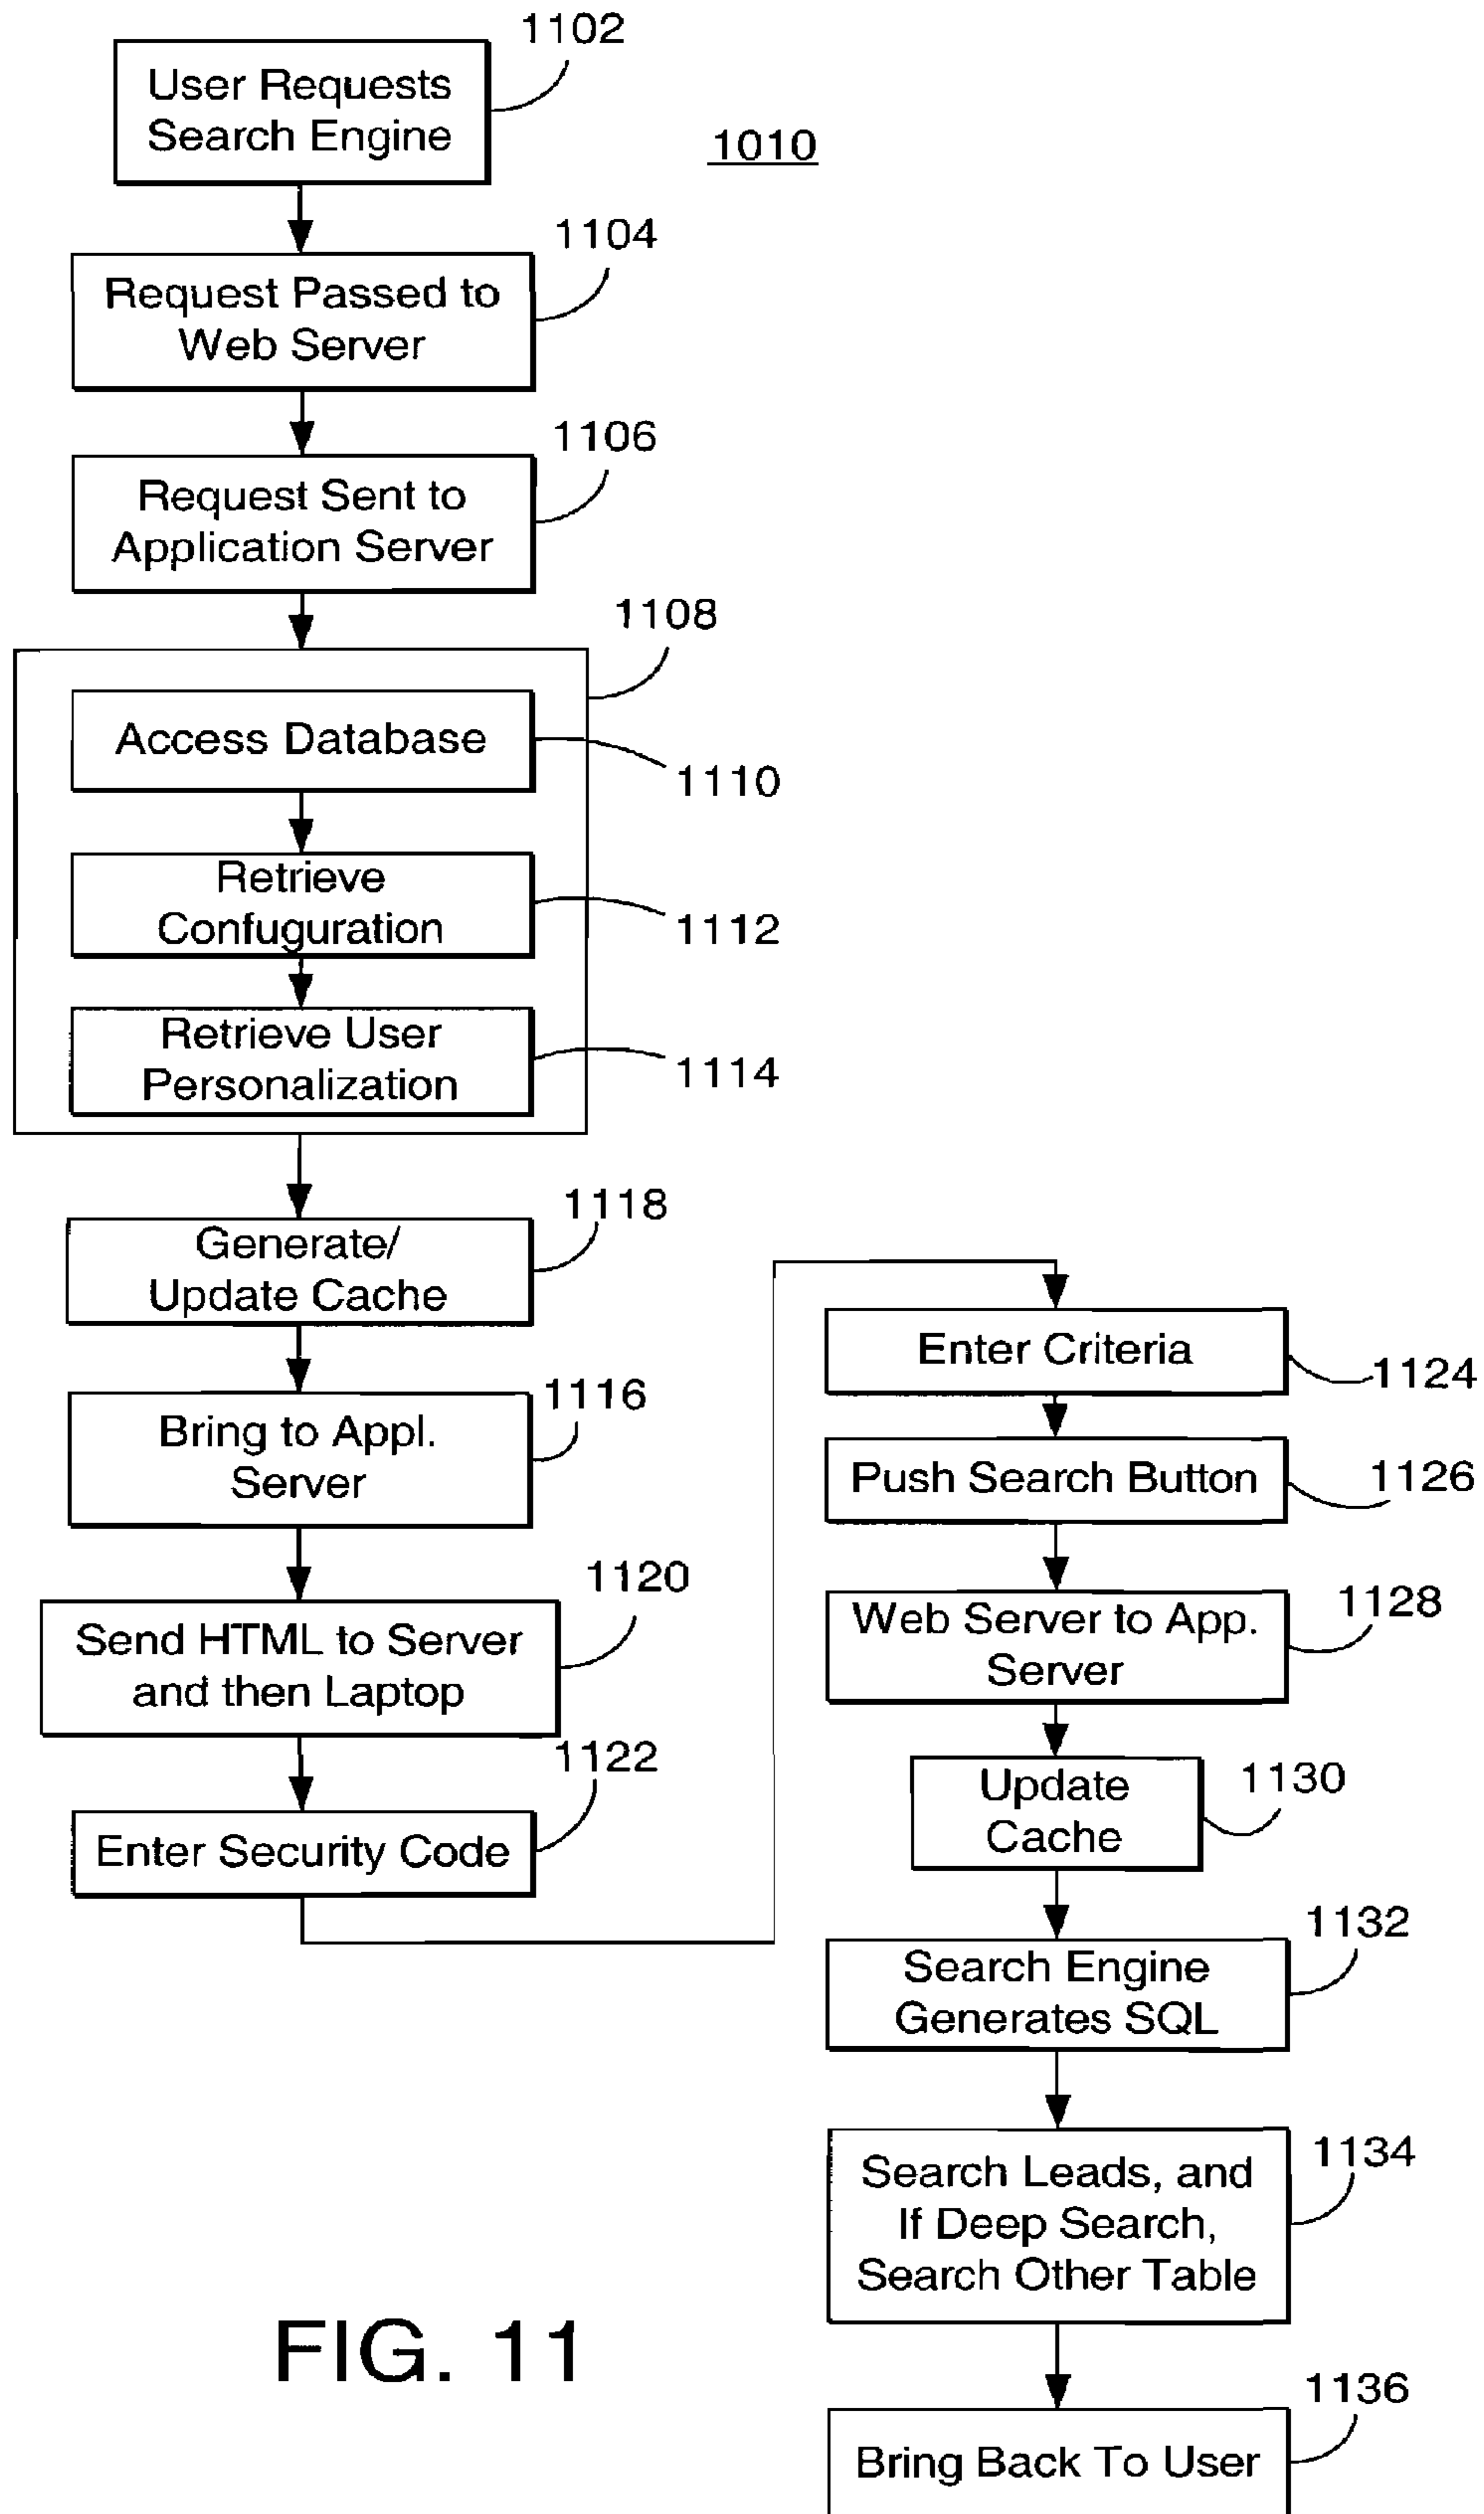 1102
User Requests
Search Engine
1010
1104
Request Passed to
Web Server
1106
Request Sent to
Application Server
1108
Access Database
1110
Retrieve
Confuguration
1112
Retrieve User
Personalization
1114
1118
Generate/
Update Cache
1116
Bring to Appl.
Server
1120
Send HTML to Server
and then Laptop
1122
Enter Security Code
Enter Criteria
1124
Push Search Button
1126
1128
Web Server to App.
Server
1130
Update
Cache
1132
Search Engine
Generates SQL
1134
Search Leads, and
If Deep Search,
Search Other Table
1136
Bring Back To User
FIG. 11